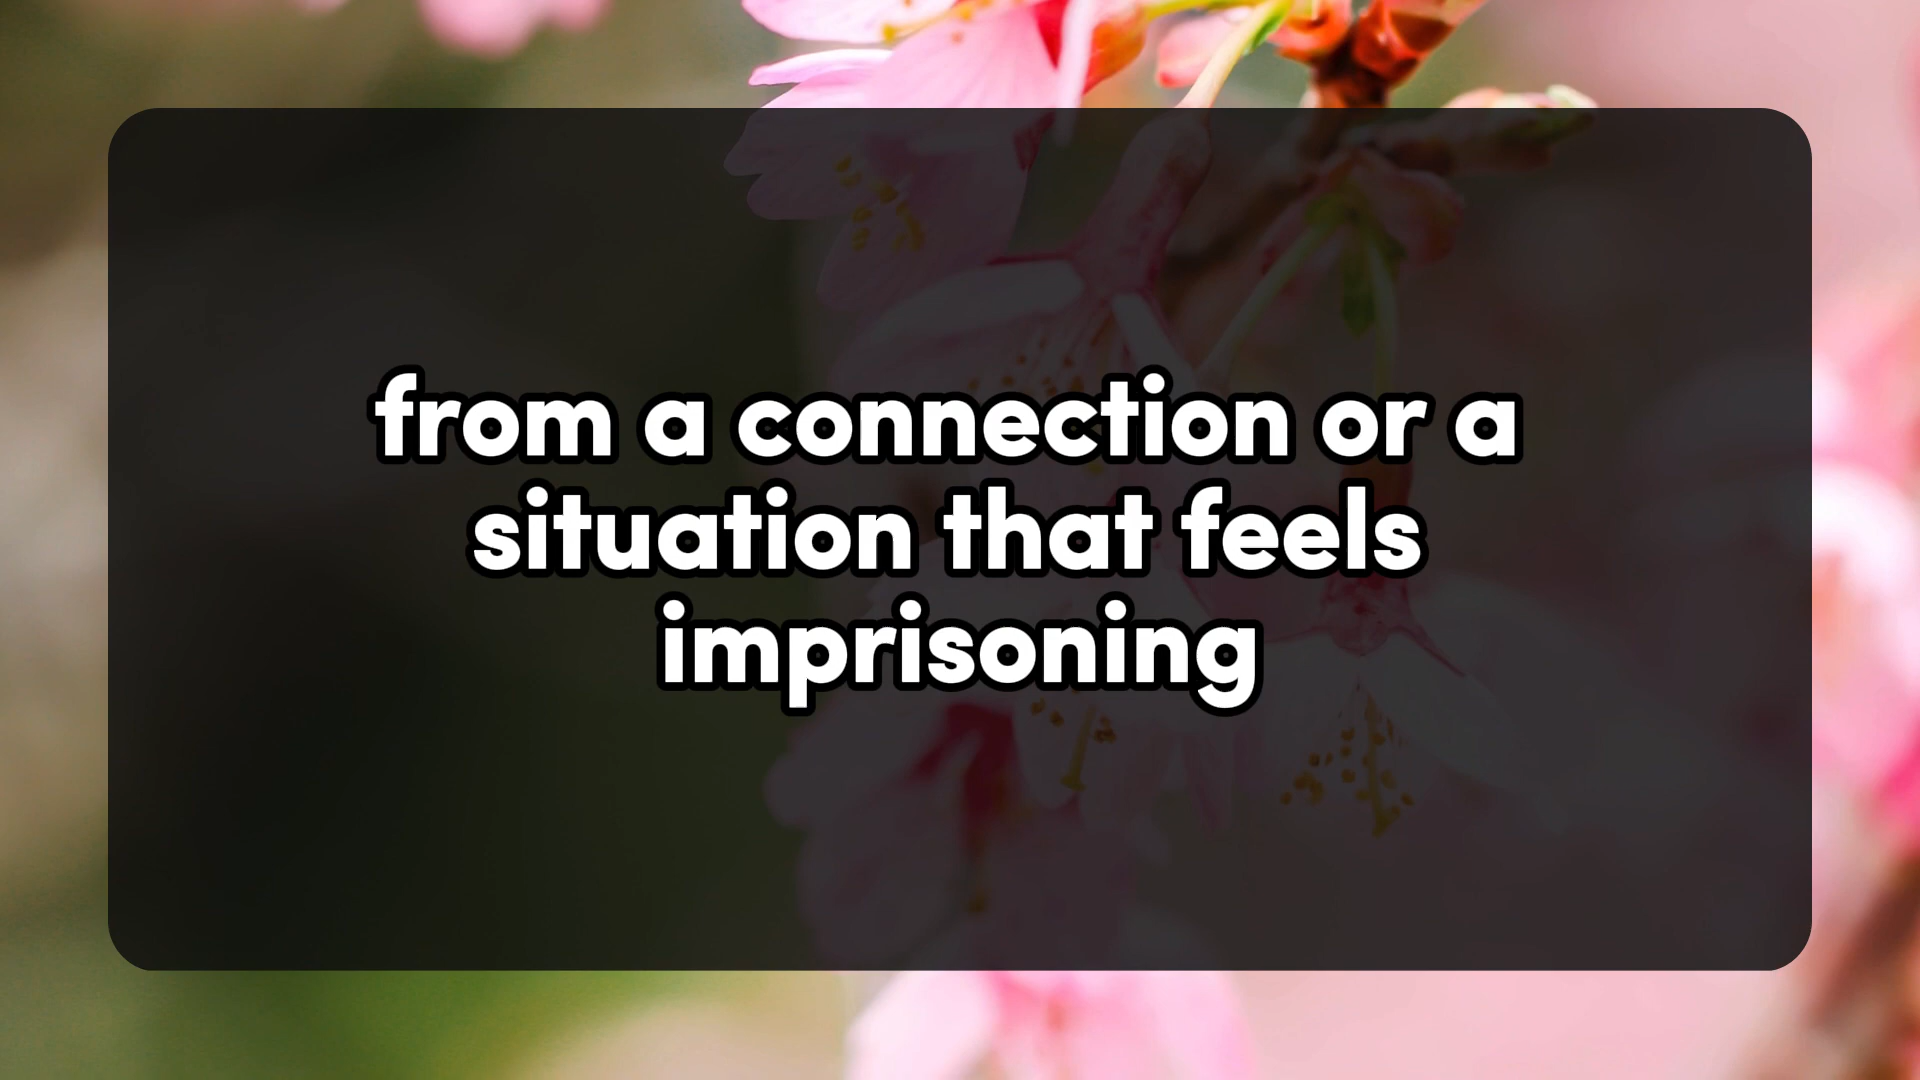 from a connection or a
situation that feels
imprisoning